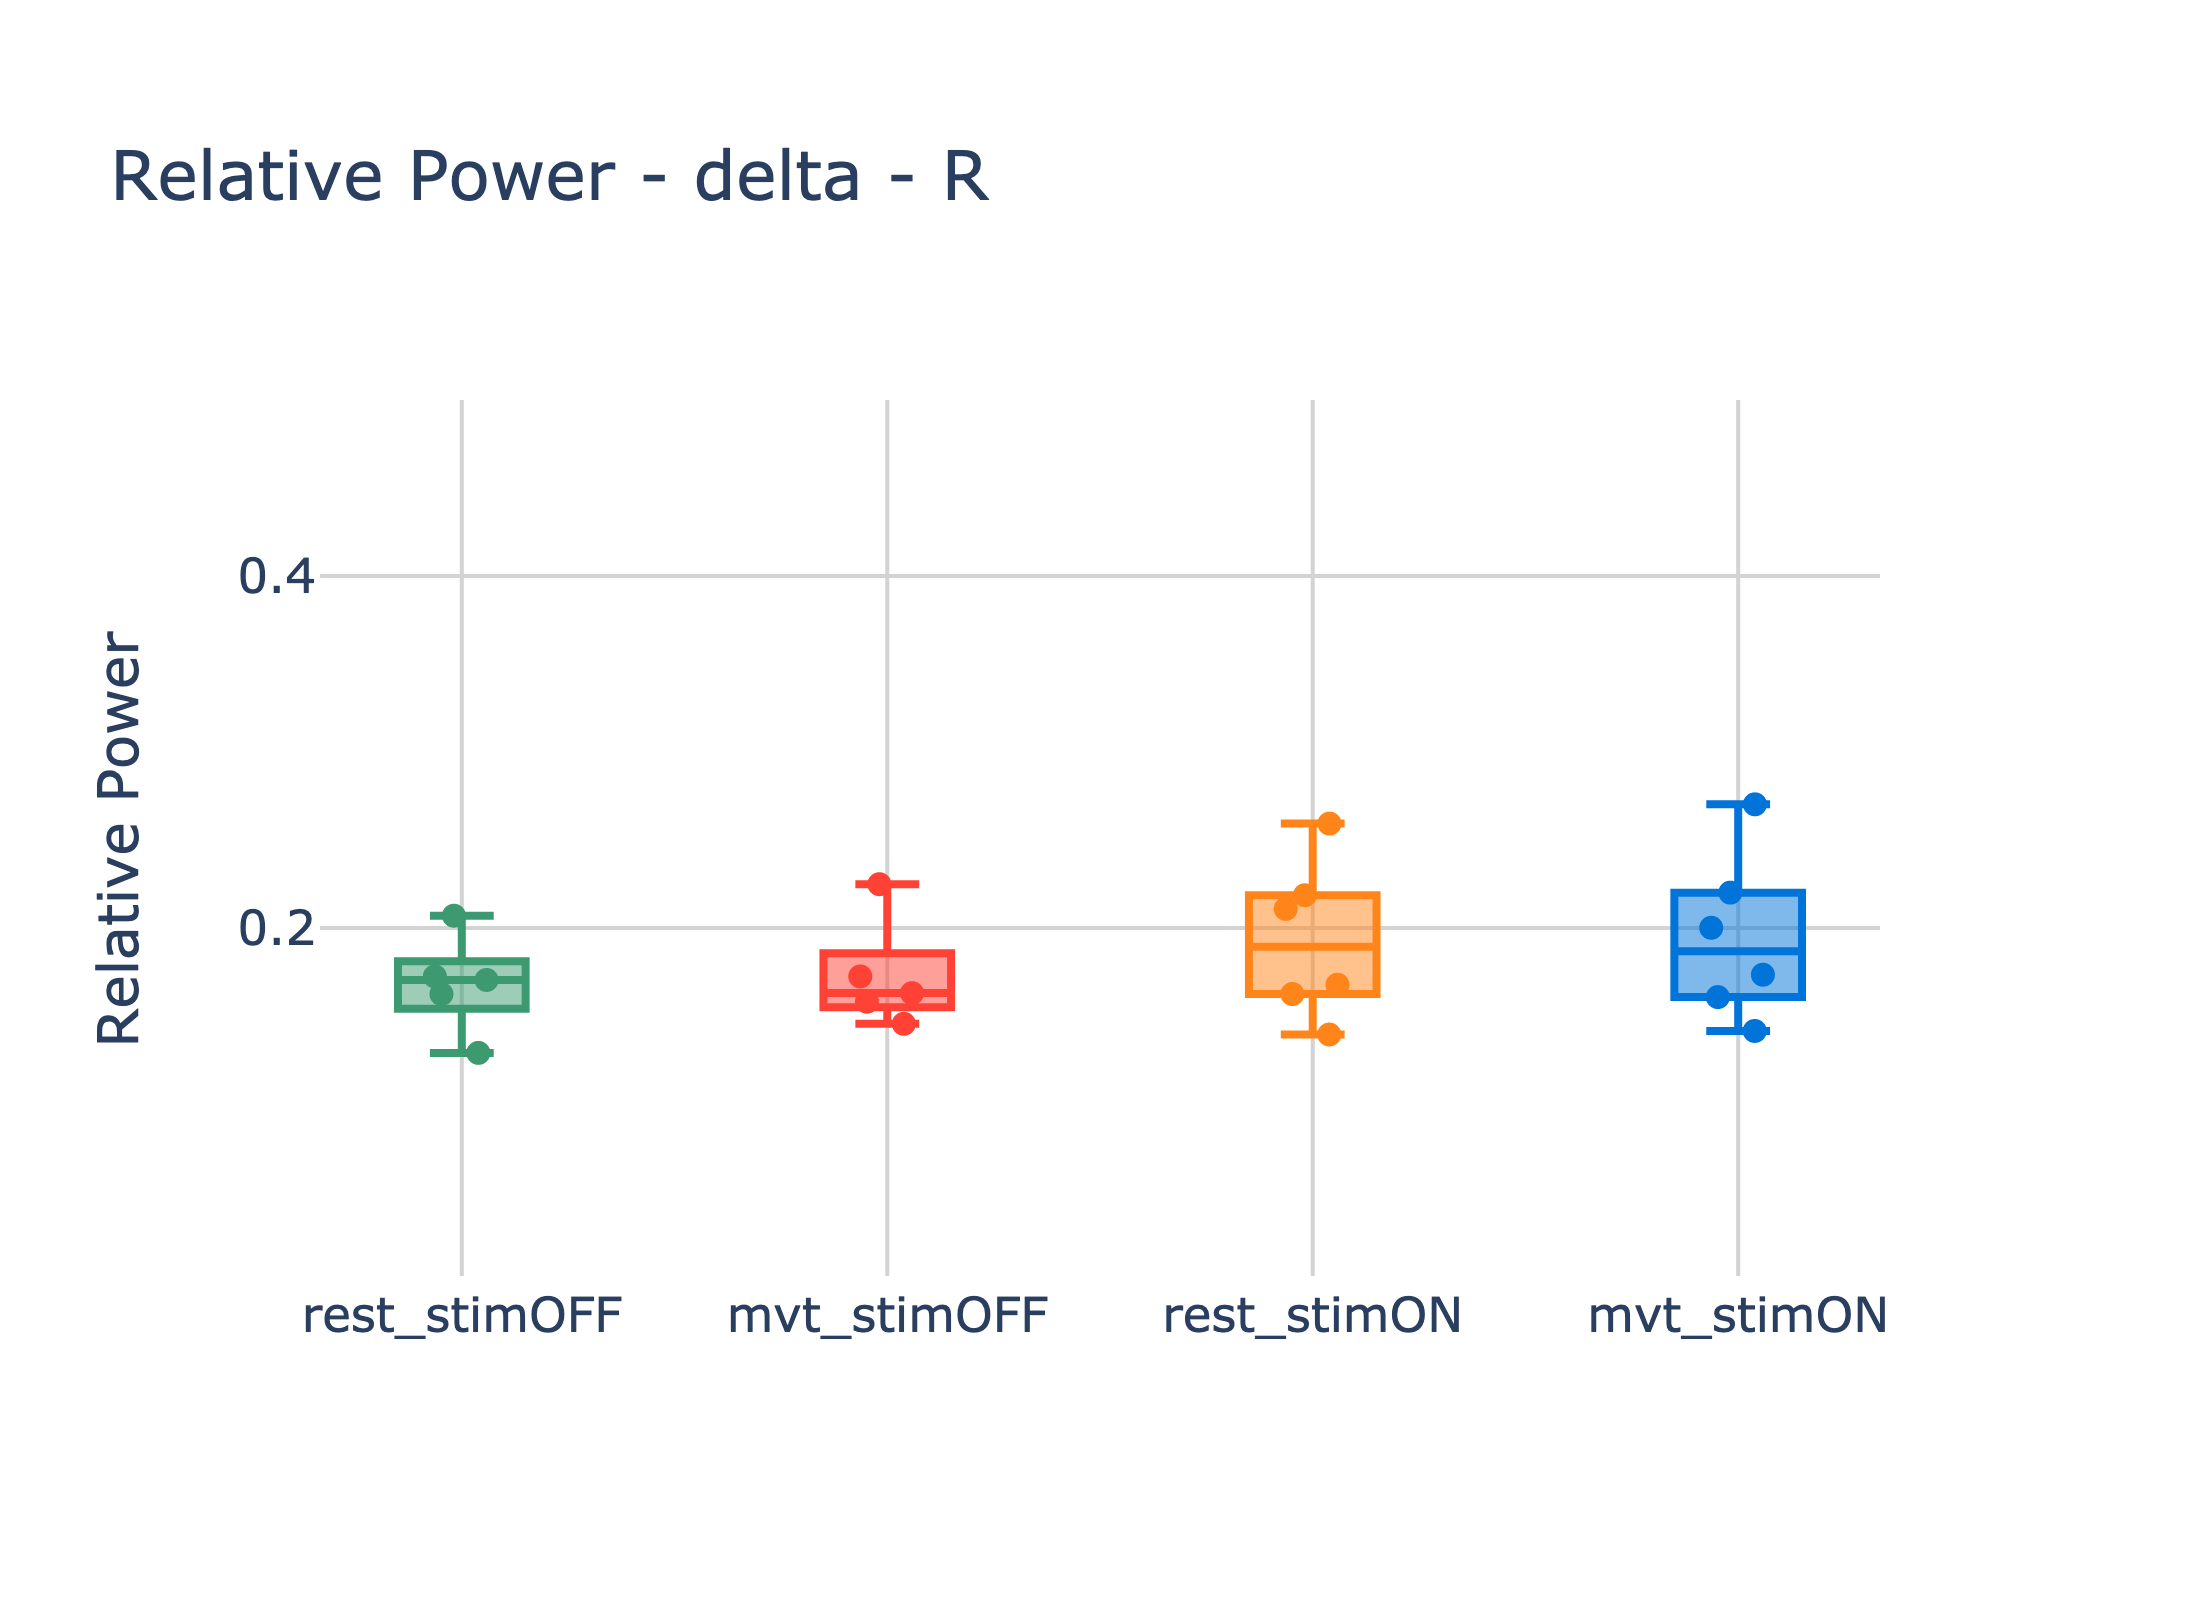 Relative Power - delta - R
Relative Power
0.4
0.2
rest_stimOFF
mvt_stimOFF
rest_stimON
mvt_stimON